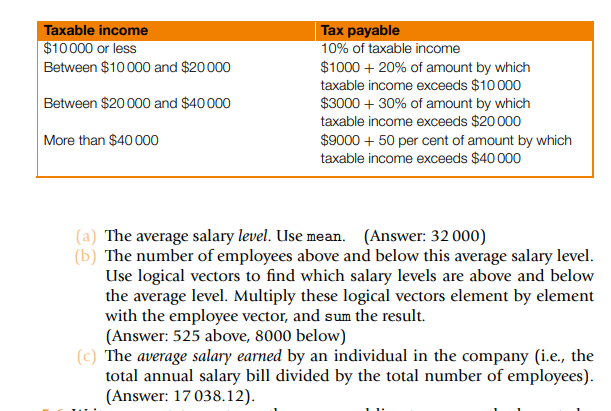 Taxable income Tax payable
$10 000 or less 10% of taxable income
Between $10 000 and $20 000 $1000 + 20% of amount by which
taxable income exceeds $10 000
Between $20 000 and $40 000 $3000 + 30% of amount by which
taxable income exceeds $20 000
More than $40 000 $9000 + 50 per cent of amount by which
taxable income exceeds $40 000
(a) The average salary level. Use mean. (Answer: 32 000)
(b) The number of employees above and below this average salary level.
Use logical vectors to find which salary levels are above and below
the average level. Multiply these logical vectors element by element
with the employee vector, and sum the result.
(Answer: 525 above, 8000 below)
(c) The average salary earned by an individual in the company (i.e., the
total annual salary bill divided by the total number of employees).
(Answer: 17 038.12).